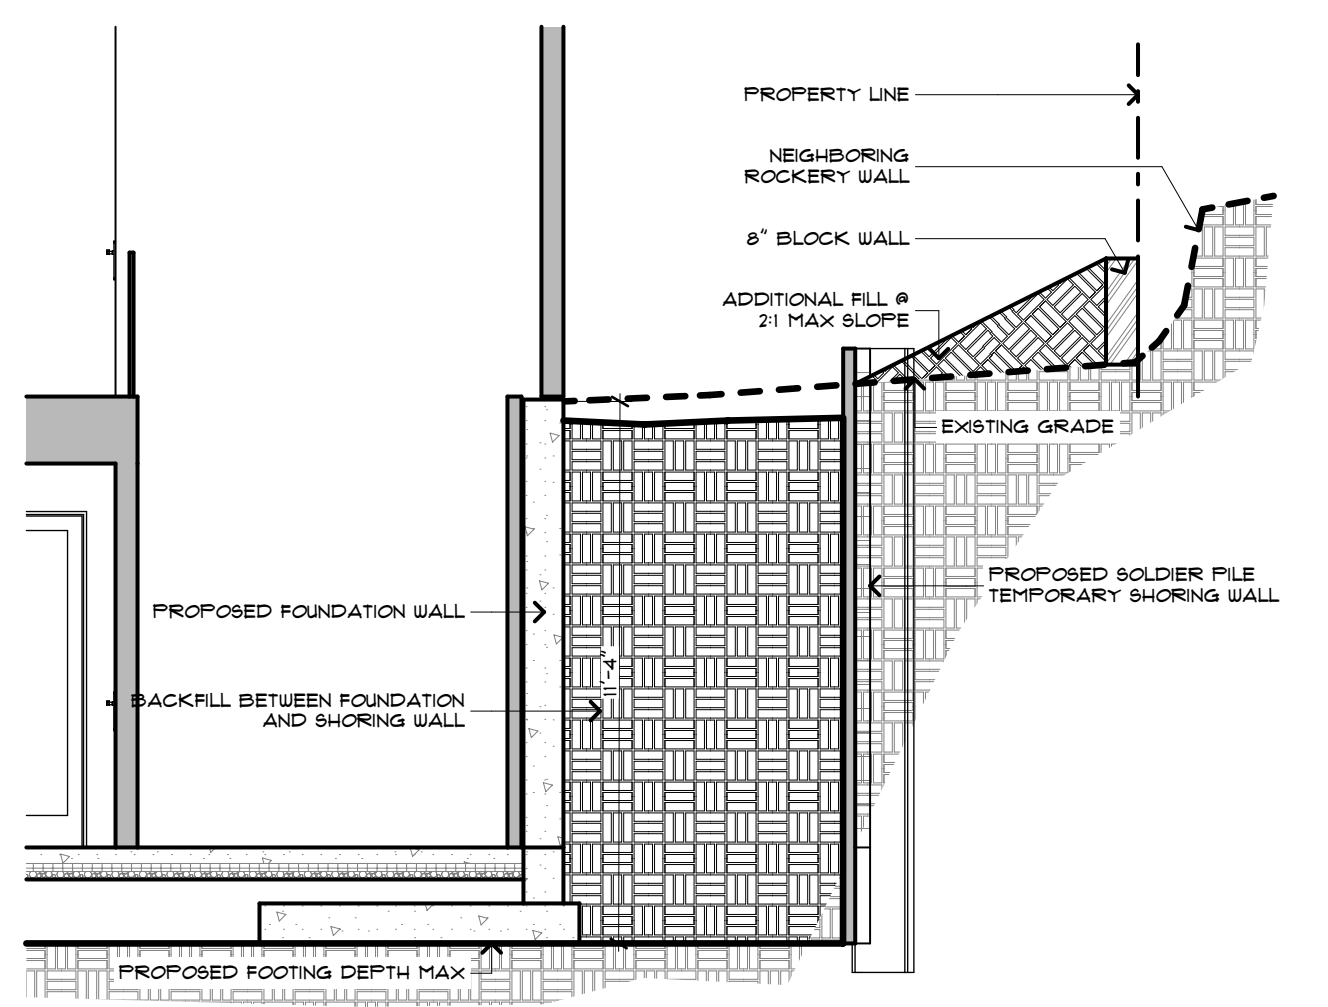 PROPERTY LINE
NEIGHBORING
ROCKERY WALL
8" BLOCK WALL
ADDITIONAL FILL @
2:1 MAX SLOPE
EXISTING GRADE
PROPOSED SOLDIER PILE
TEMPORARY SHORING WALL
PROPOSED FOUNDATION WALL
11'-4"
BACKFILL BETWEEN FOUNDATION
AND SHORING WALL
PROPOSED FOOTING DEPTH MAX